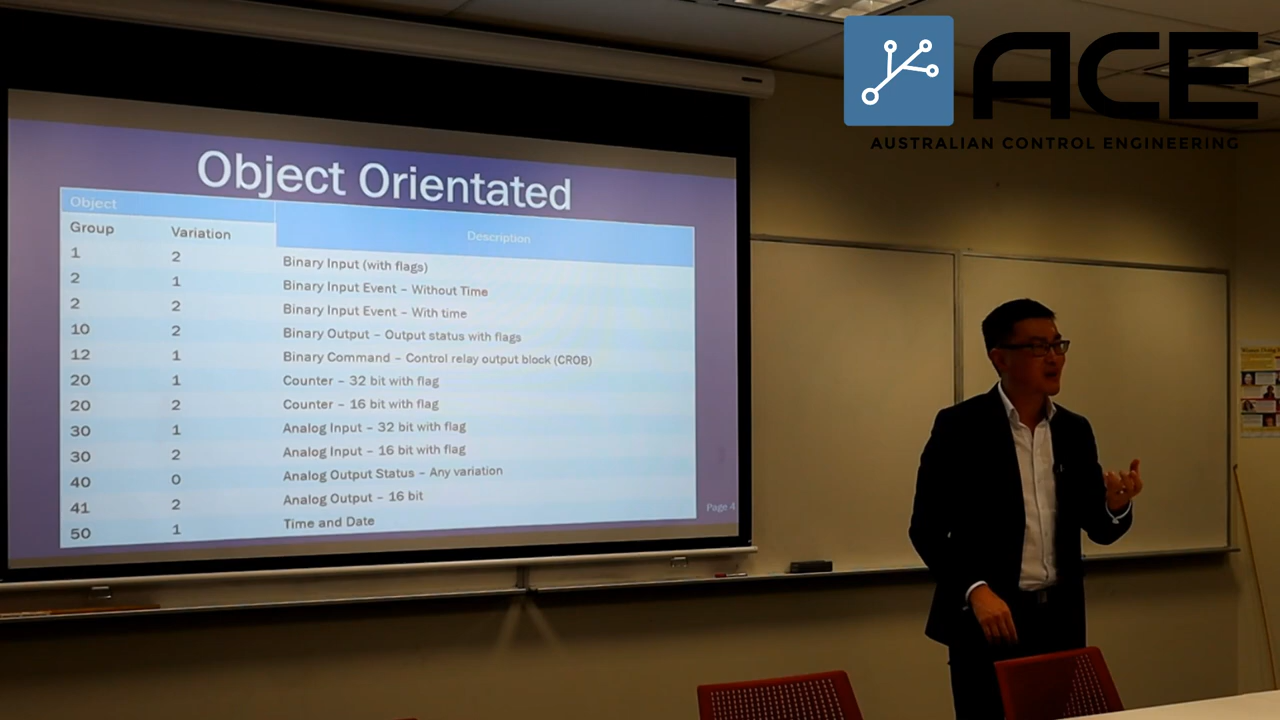 ACE
AUSTRALIAN CONTROL ENGINEERING
Object Orientated
Object
Description
Group Variation
1 2 Binary Input (with flags)
2 1 Binary Input Event – Without Time
2 2 Binary Input Event – With time
10 2 Binary Output – Output status with flags
12 1 Binary Command – Control relay output block (CROB)
20 1 Counter – 32 bit with flag
20 2 Counter – 16 bit with flag
30 1 Analog Input – 32 bit with flag
30 2 Analog Input – 16 bit with flag
40 0 Analog Output Status – Any variation
41 2 Analog Output – 16 bit
50 1 Time and Date
Page 4